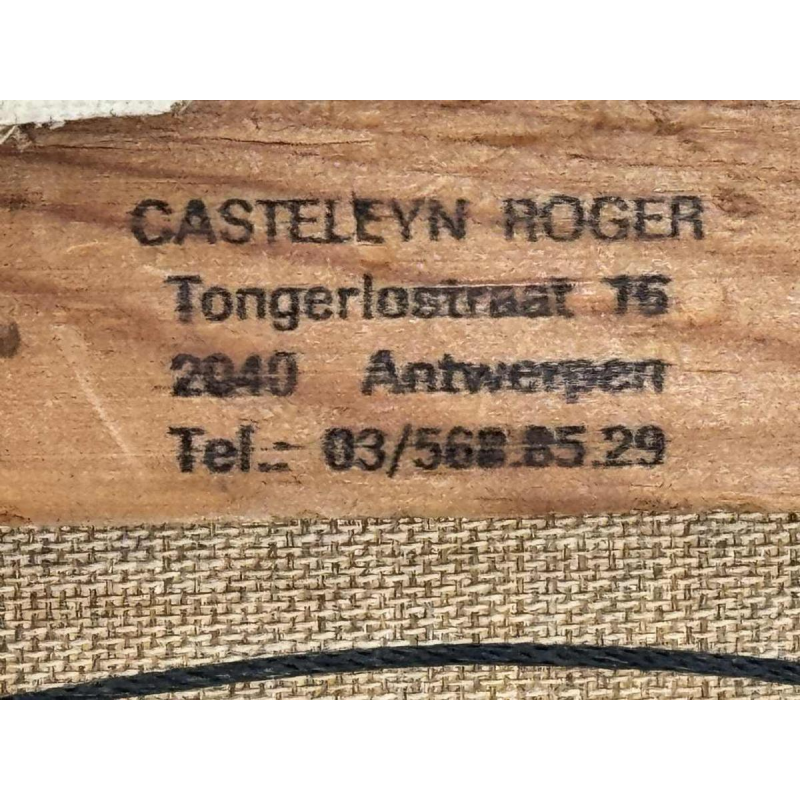 CASTELEYN ROGER
Tongerlostraat 16
2040 Antwerpen
Tel.: 03/568.85.29